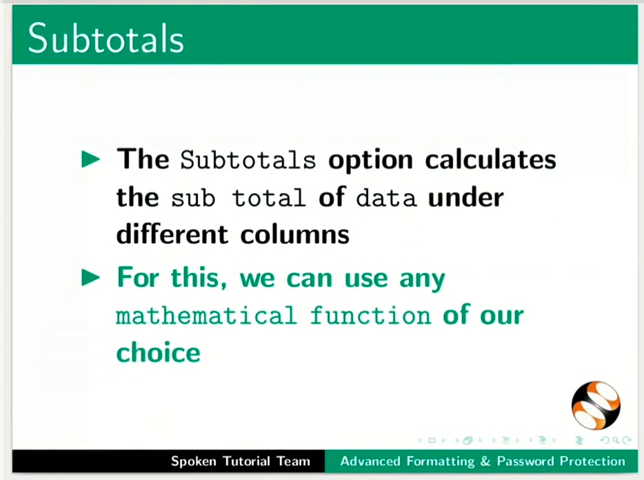 Subtotals
The Subtotals option calculates
the sub total of data under
different columns
For this, we can use any
mathematical function of our
choice
Spoken Tutorial Team
Advanced Formatting & Password Protection